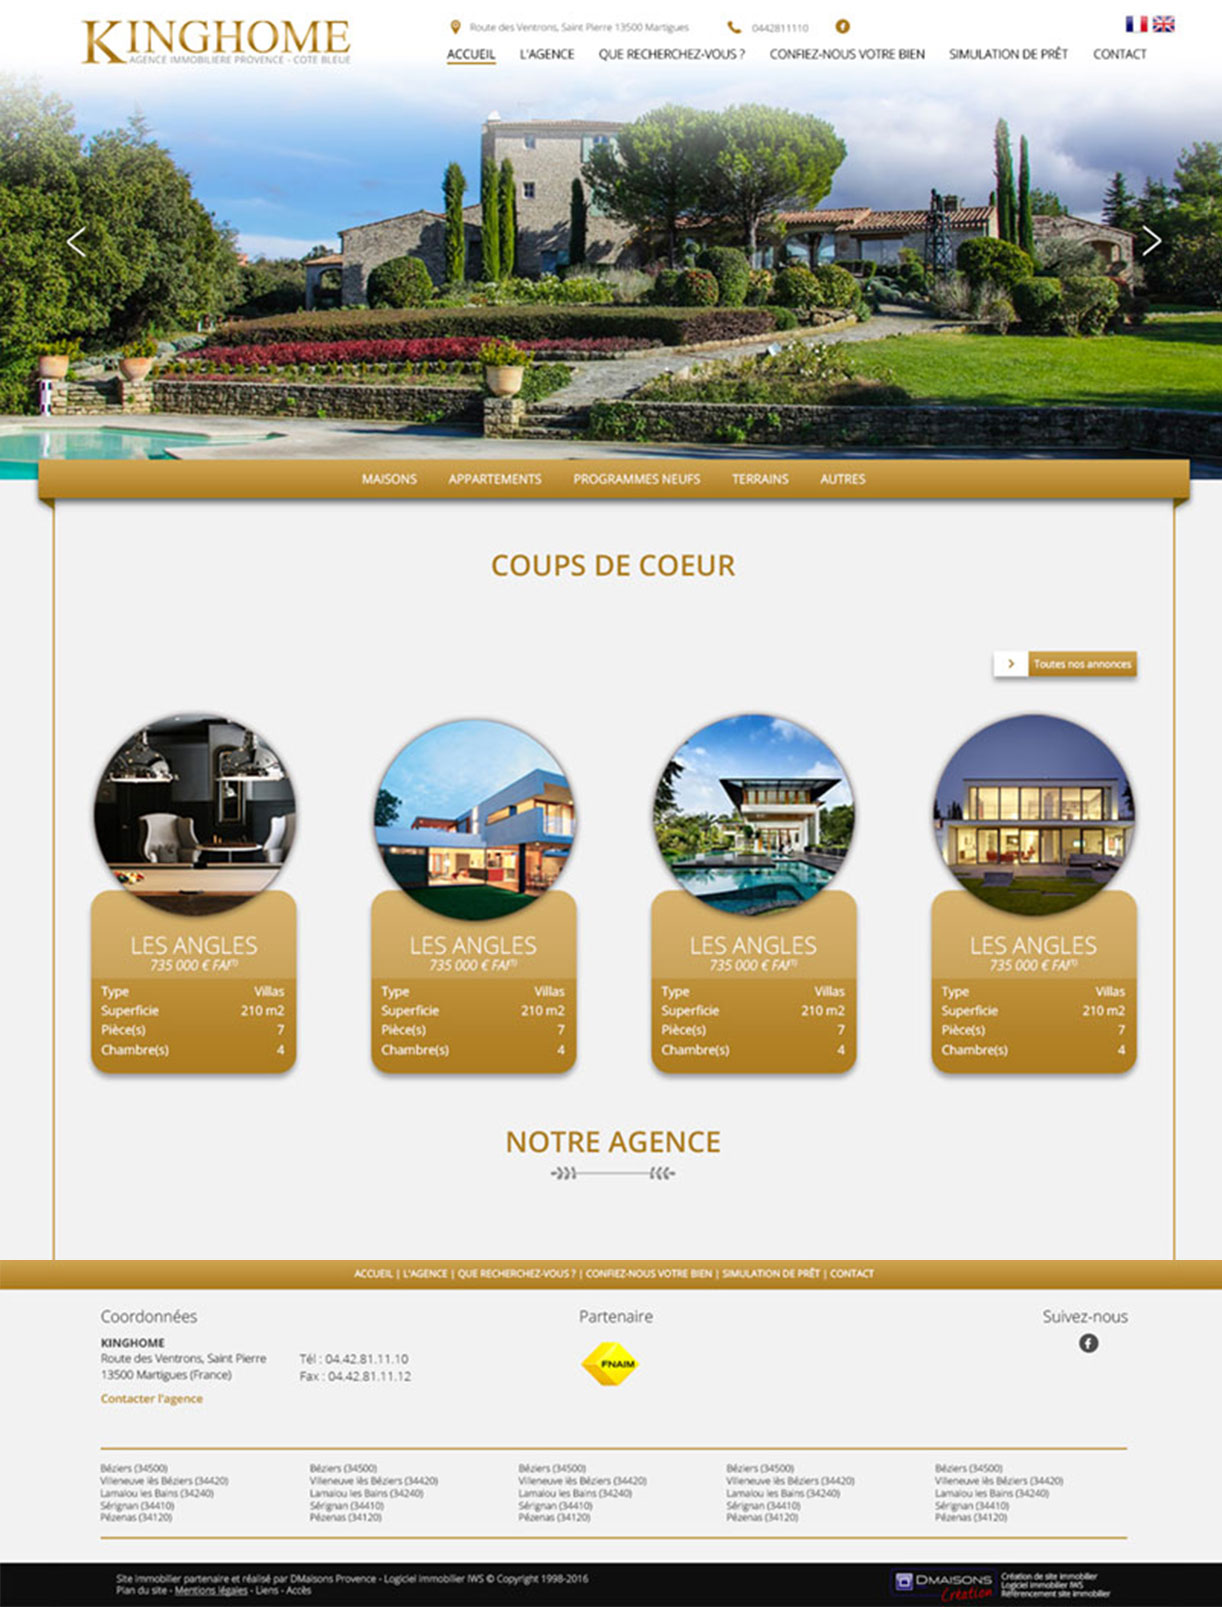 KINGHOME
AGENCE IMMOBILIERE PROVENCE - COTE BLEUE
Route des Ventrons, Saint Pierre 13500 Martigues
0442811110
ACCUEIL L'AGENCE QUE RECHERCHEZ-VOUS ? CONFIEZ-NOUS VOTRE BIEN SIMULATION DE PRÊT CONTACT
MAISONS APPARTEMENTS PROGRAMMES NEUFS TERRAINS AUTRES
COUPS DE COEUR
Toutes nos annonces
LES ANGLES
735 000 € FAI(1)
Type Villas
Superficie 210 m2
Pièce(s) 7
Chambre(s) 4
LES ANGLES
735 000 € FAI(1)
Type Villas
Superficie 210 m2
Pièce(s) 7
Chambre(s) 4
LES ANGLES
735 000 € FAI(1)
Type Villas
Superficie 210 m2
Pièce(s) 7
Chambre(s) 4
LES ANGLES
735 000 € FAI(1)
Type Villas
Superficie 210 m2
Pièce(s) 7
Chambre(s) 4
NOTRE AGENCE
ACCUEIL | L'AGENCE | QUE RECHERCHEZ-VOUS ? | CONFIEZ-NOUS VOTRE BIEN | SIMULATION DE PRÊT | CONTACT
Coordonnées
KINGHOME
Route des Ventrons, Saint Pierre
13500 Martigues (France)
Contacter l'agence
Tél : 04.42.81.11.10
Fax : 04.42.81.11.12
Partenaire
FNAIM
Suivez-nous
Béziers (34500)
Villeneuve lès Béziers (34420)
Lamalou les Bains (34240)
Sérignan (34410)
Pézenas (34120)
Béziers (34500)
Villeneuve lès Béziers (34420)
Lamalou les Bains (34240)
Sérignan (34410)
Pézenas (34120)
Béziers (34500)
Villeneuve lès Béziers (34420)
Lamalou les Bains (34240)
Sérignan (34410)
Pézenas (34120)
Béziers (34500)
Villeneuve lès Béziers (34420)
Lamalou les Bains (34240)
Sérignan (34410)
Pézenas (34120)
Béziers (34500)
Villeneuve lès Béziers (34420)
Lamalou les Bains (34240)
Sérignan (34410)
Pézenas (34120)
Site immobilier partenaire et réalisé par DMaisons Provence - Logiciel immobilier IWS © Copyright 1998-2016
Plan du site - Mentions légales - Liens - Accès
DMAISONS
Création
Création de site immobilier
Logiciel immobilier IWS
Référencement site immobilier